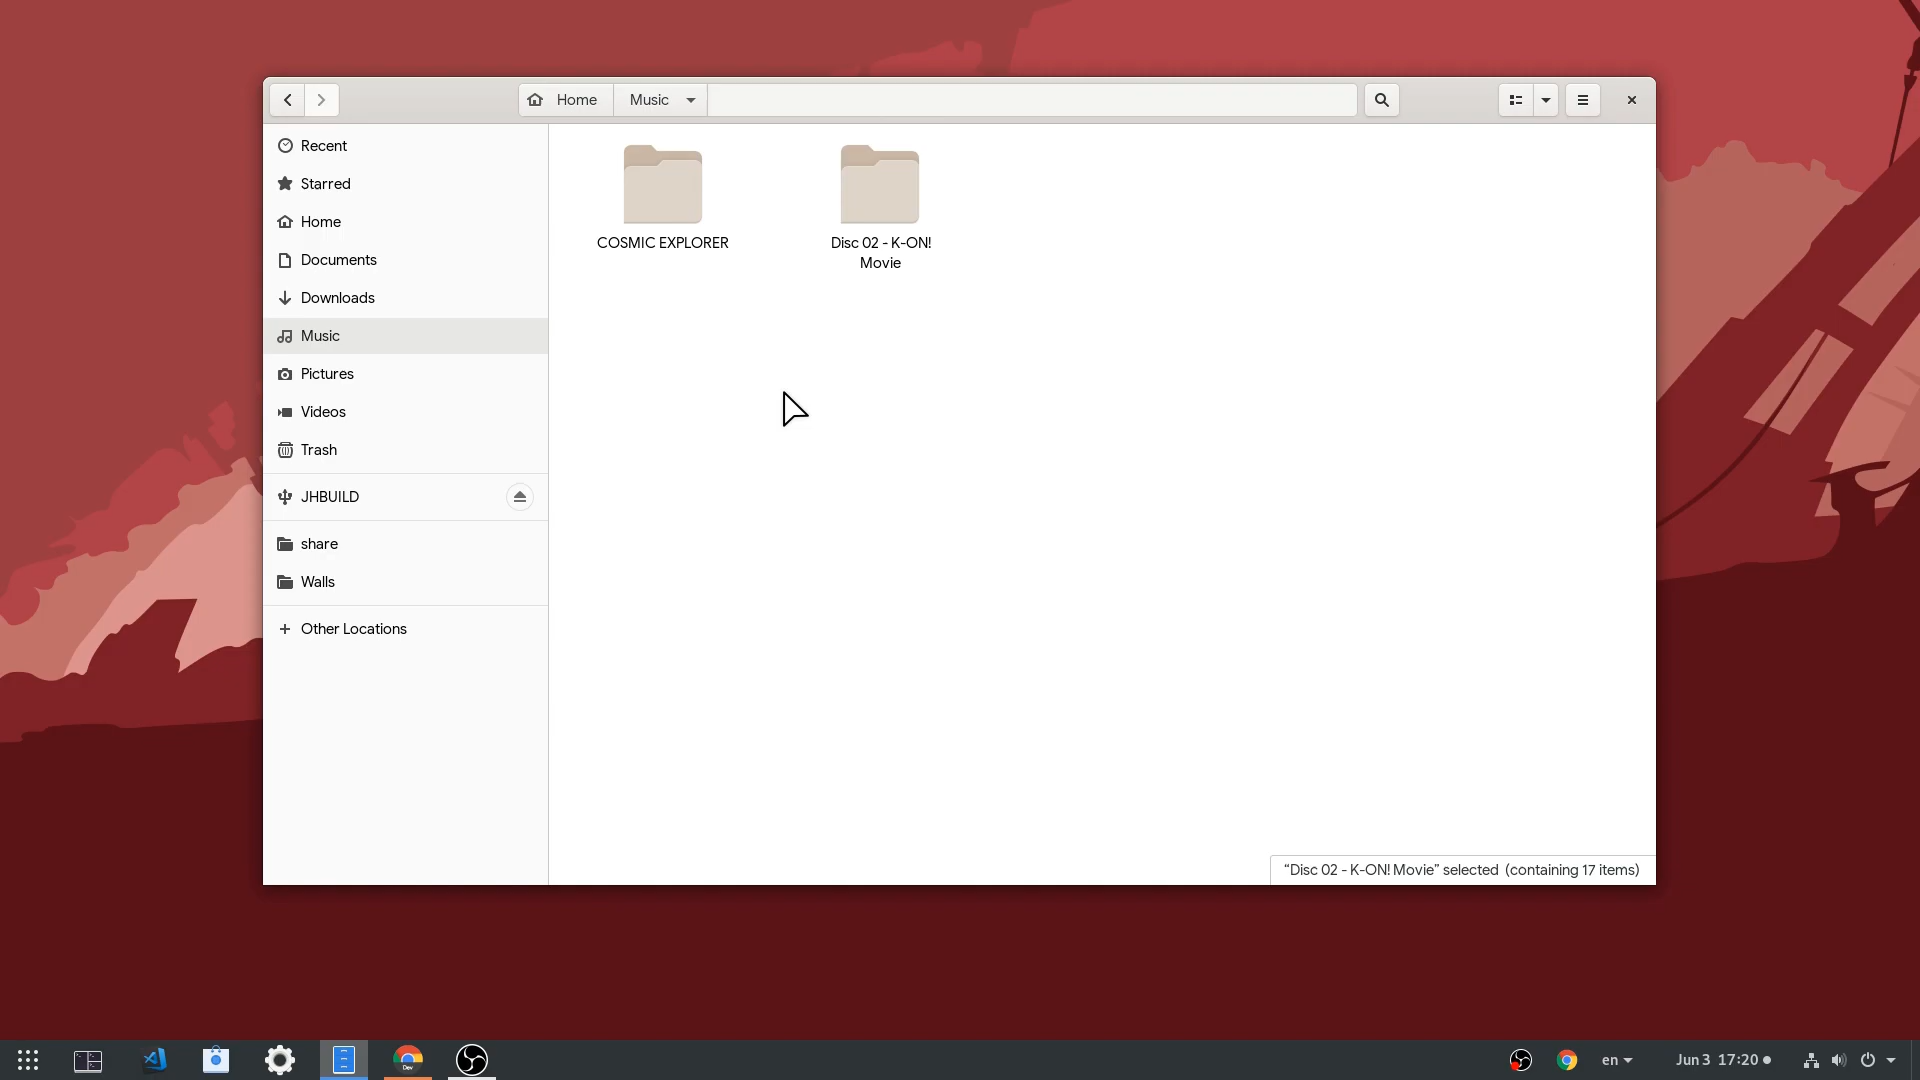 Home Music
Recent
Starred
Home
Documents
Downloads
Music
Pictures
Videos
Trash
JHBUILD
share
Walls
Other Locations
COSMIC EXPLORER
Disc 02 - K-ON!
Movie
“Disc 02 - K-ON! Movie” selected (containing 17 items)
Dev
en
Jun 3 17:20